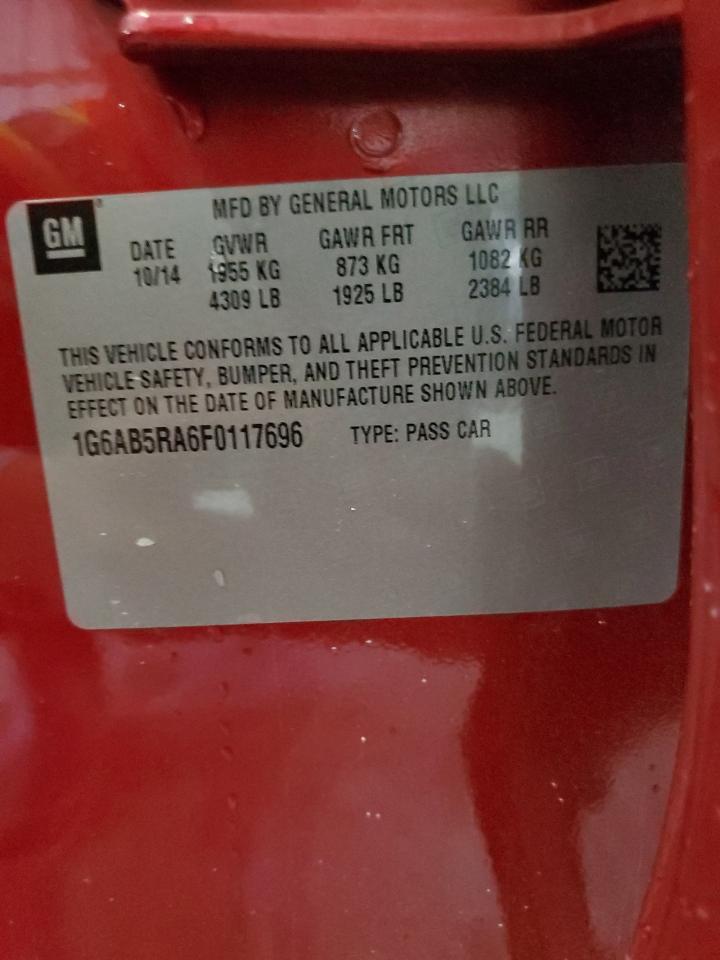 GM
MFD BY GENERAL MOTORS LLC
DATE GVWR GAWR FRT GAWR RR
10/14 1955 KG 873 KG 1082 KG
4309 LB 1925 LB 2384 LB
THIS VEHICLE CONFORMS TO ALL APPLICABLE U.S. FEDERAL MOTOR
VEHICLE SAFETY, BUMPER, AND THEFT PREVENTION STANDARDS IN
EFFECT ON THE DATE OF MANUFACTURE SHOWN ABOVE.
1G6AB5RA6F0117696 TYPE: PASS CAR